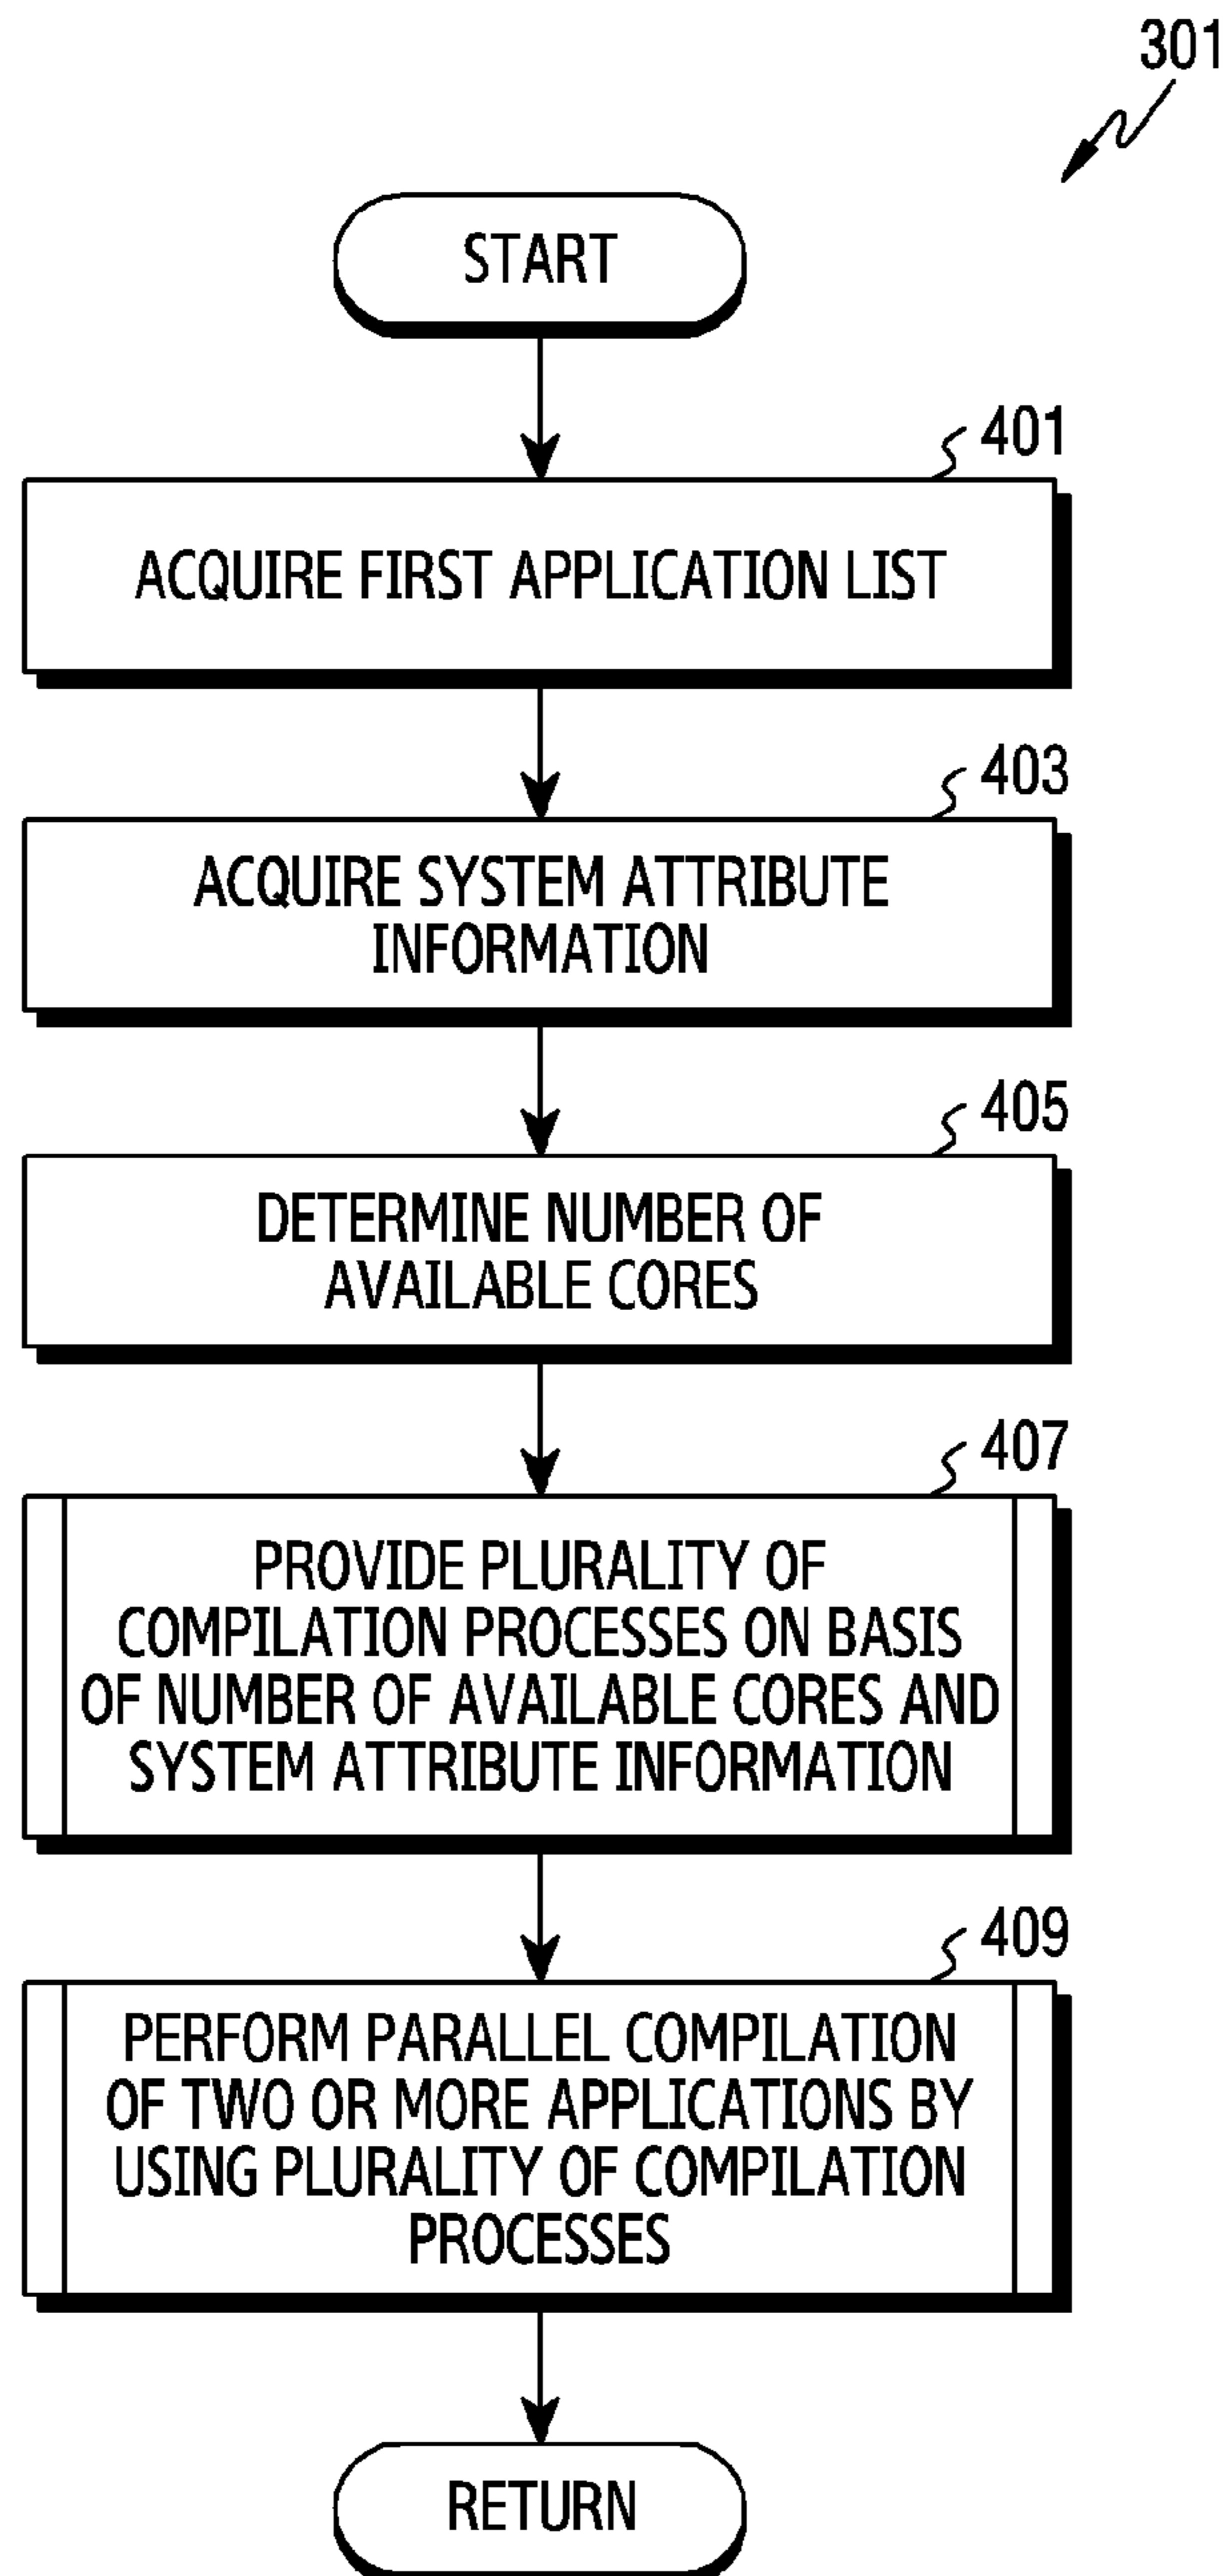 301
START
401
ACQUIRE FIRST APPLICATION LIST
403
ACQUIRE SYSTEM ATTRIBUTE
INFORMATION
405
DETERMINE NUMBER OF
AVAILABLE CORES
407
PROVIDE PLURALITY OF
COMPILATION PROCESSES ON BASIS
OF NUMBER OF AVAILABLE CORES AND
SYSTEM ATTRIBUTE INFORMATION
409
PERFORM PARALLEL COMPILATION
OF TWO OR MORE APPLICATIONS BY
USING PLURALITY OF COMPILATION
PROCESSES
RETURN